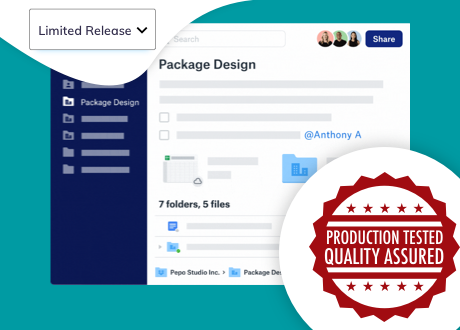 Limited Release
Search
Share
Package Design
Package Design
@Anthony A
7 folders, 5 files
Pepo Studio Inc. > Package
PRODUCTION TESTED
QUALITY ASSURED